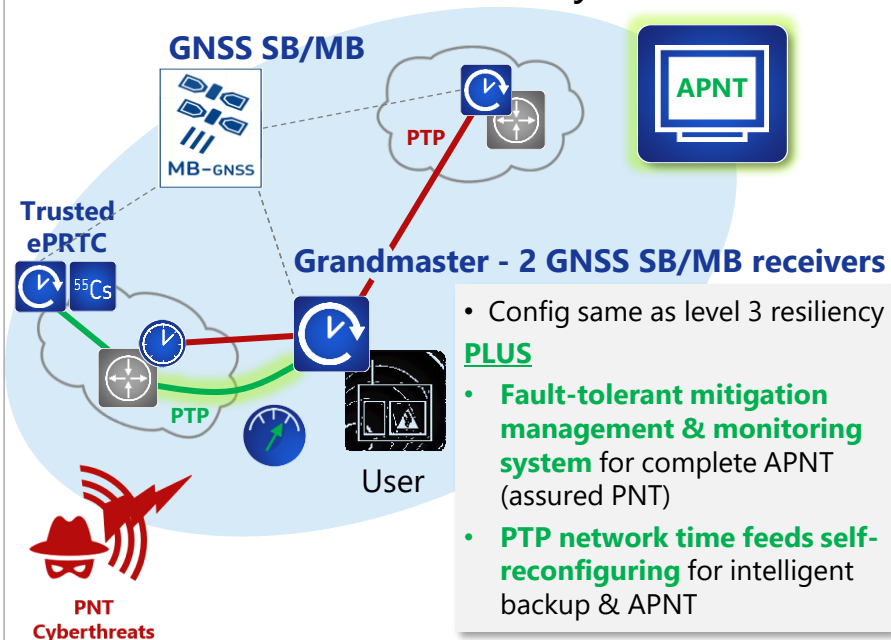 GNSS SB/MB
MB-GNSS
PTP
APNT
Trusted
ePRTC
55Cs
Grandmaster - 2 GNSS SB/MB receivers
• Config same as level 3 resiliency
PLUS
• Fault-tolerant mitigation
management & monitoring
system for complete APNT
(assured PNT)
• PTP network time feeds self-
reconfiguring for intelligent
backup & APNT
PTP
User
PNT
Cyberthreats